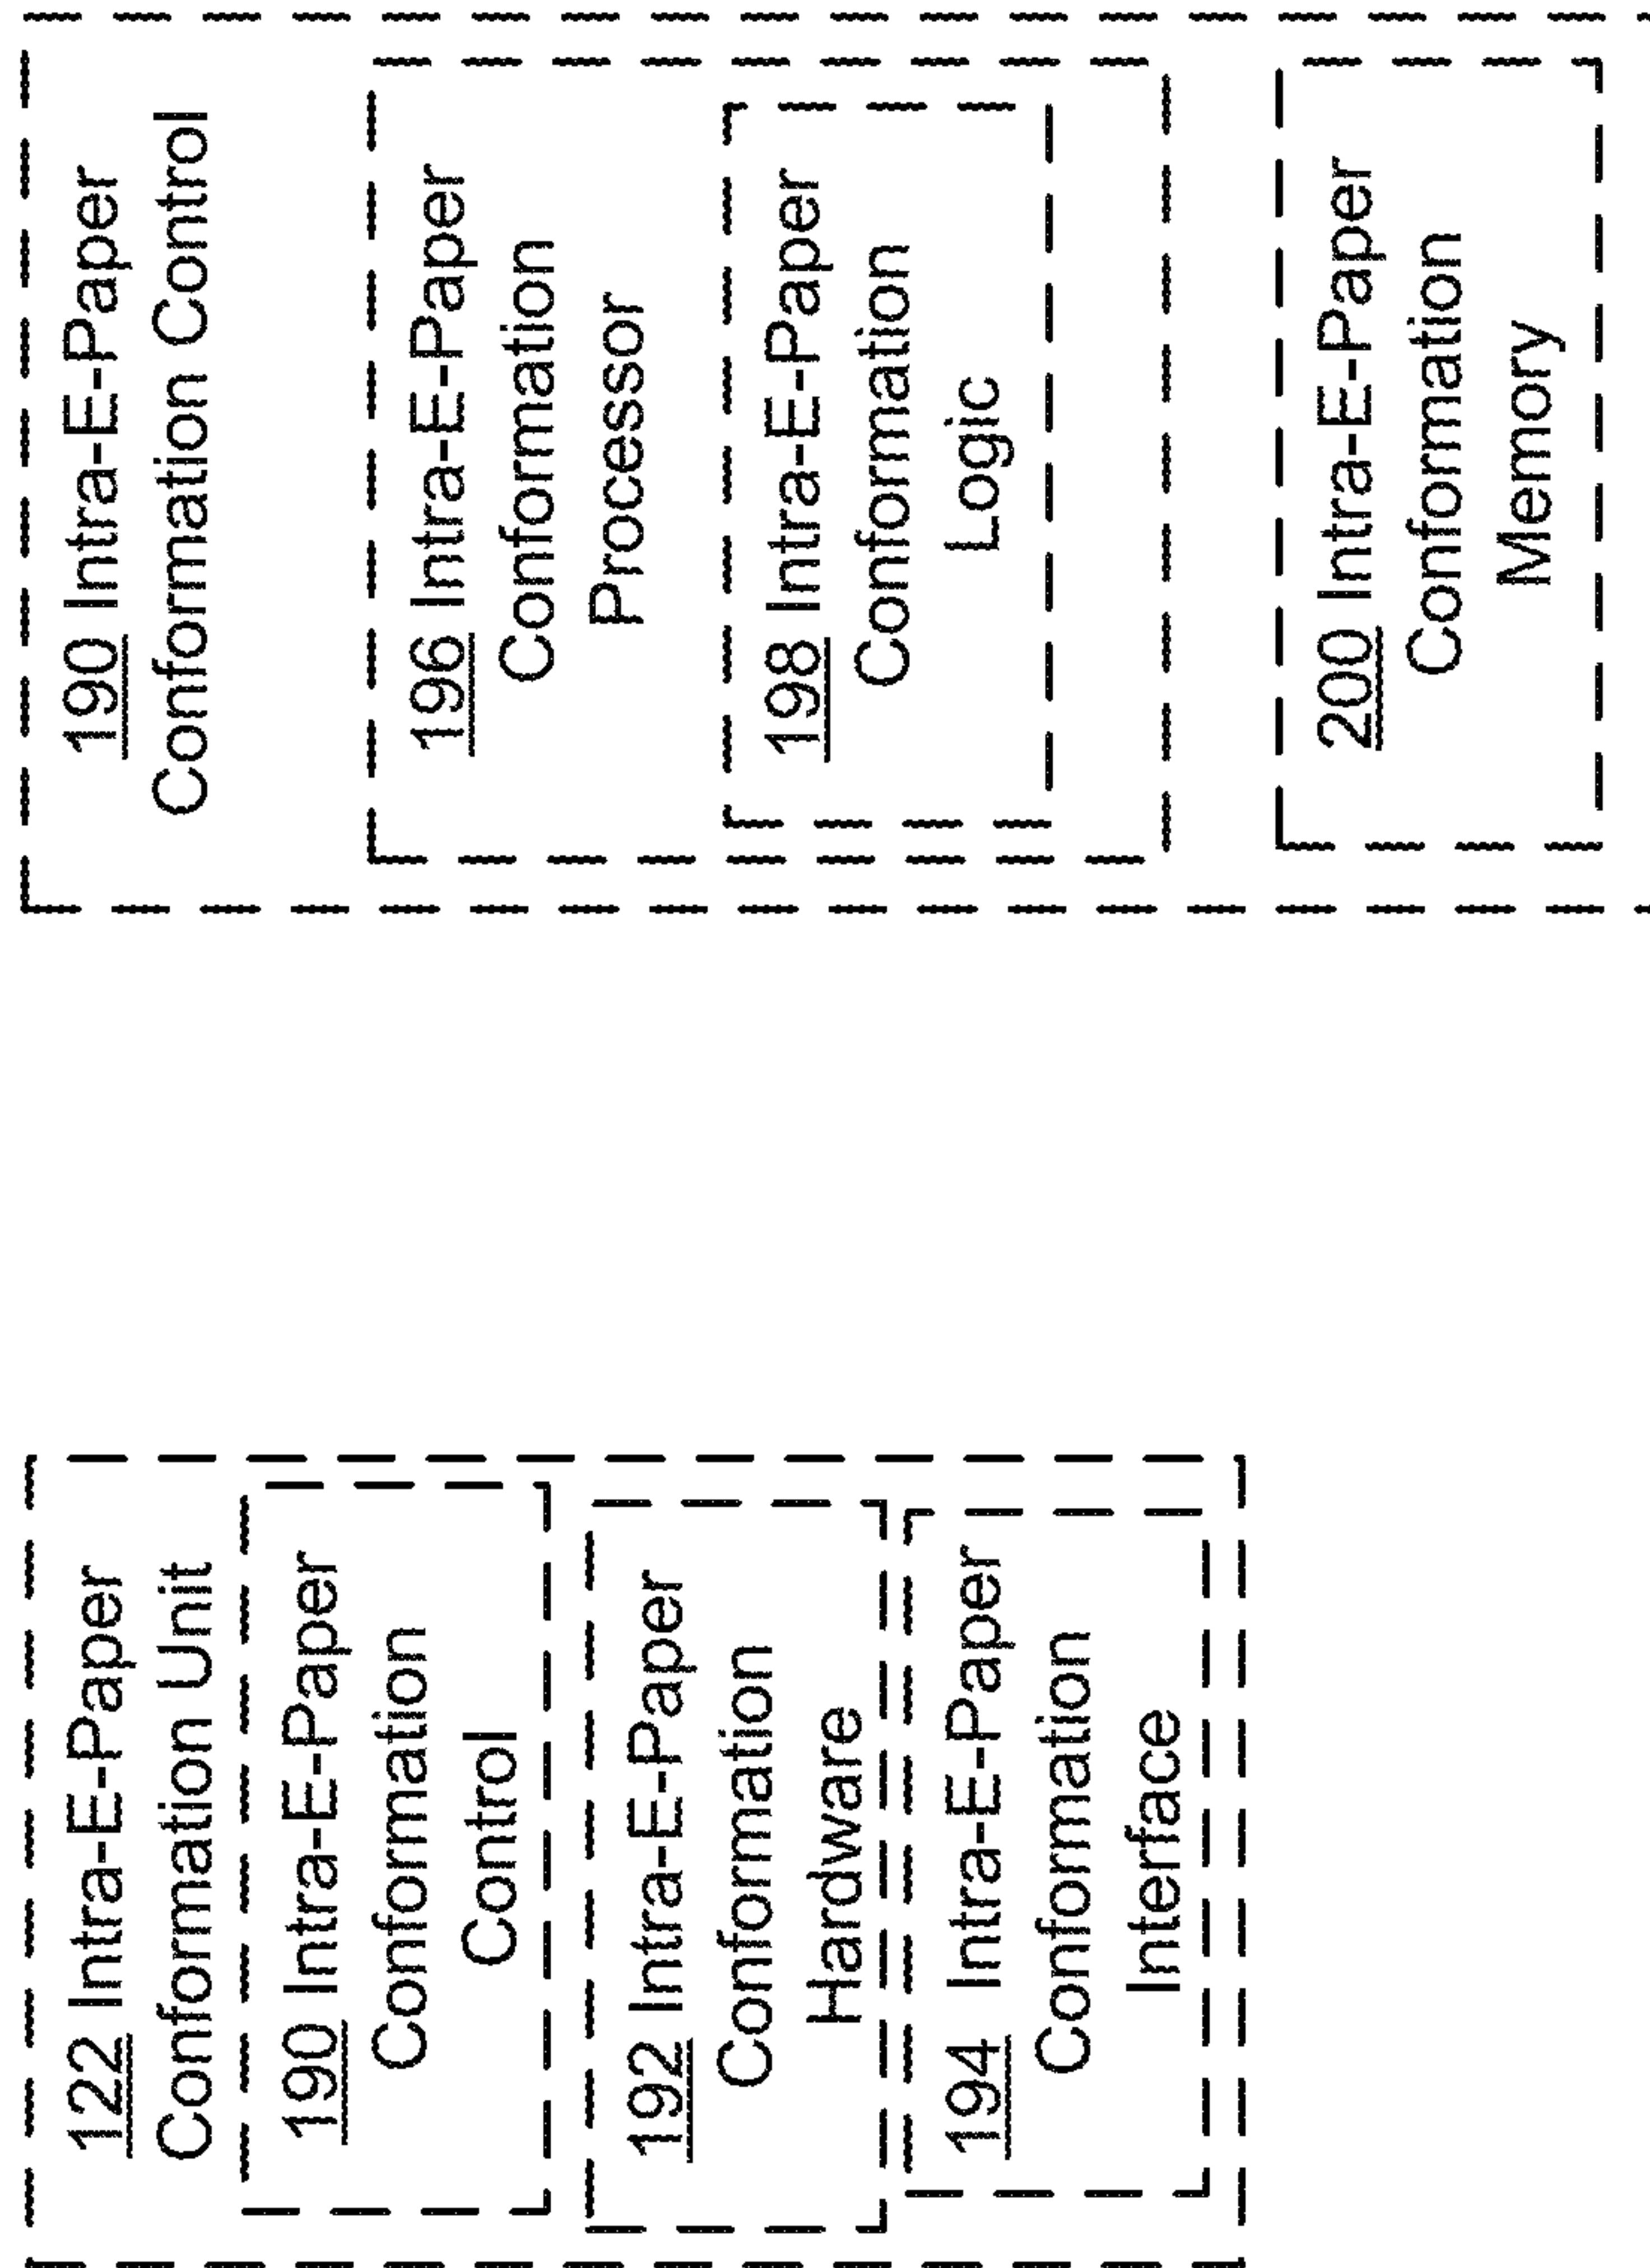 122 Intra-E-Paper
Conformation Unit
190 Intra-E-Paper
Conformation
Control
192 Intra-E-Paper
Conformation
Hardware
194 Intra-E-Paper
Conformation
Interface
190 Intra-E-Paper
Conformation Control
196 Intra-E-Paper
Conformation
Processor
198 Intra-E-Paper
Conformation
Logic
200 Intra-E-Paper
Conformation
Memory